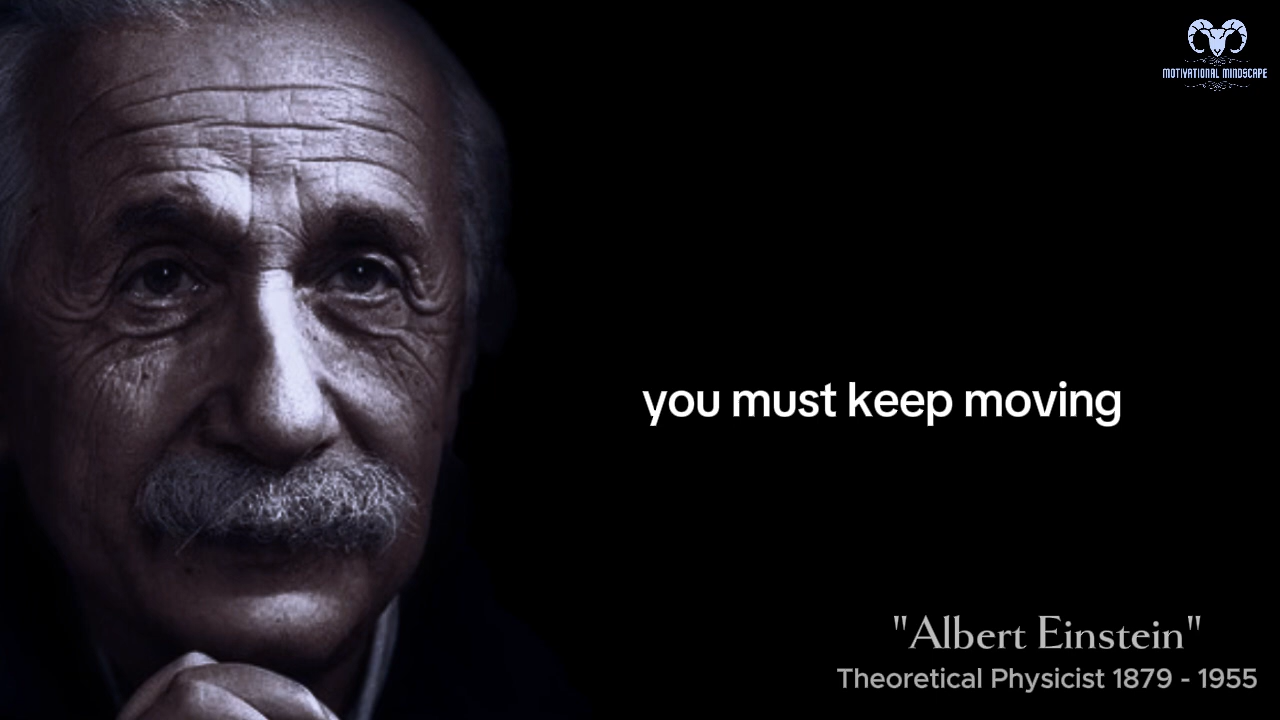 MOTIVATIONAL MINDSCAPE
you must keep moving
"Albert Einstein"
Theoretical Physicist 1879 - 1955